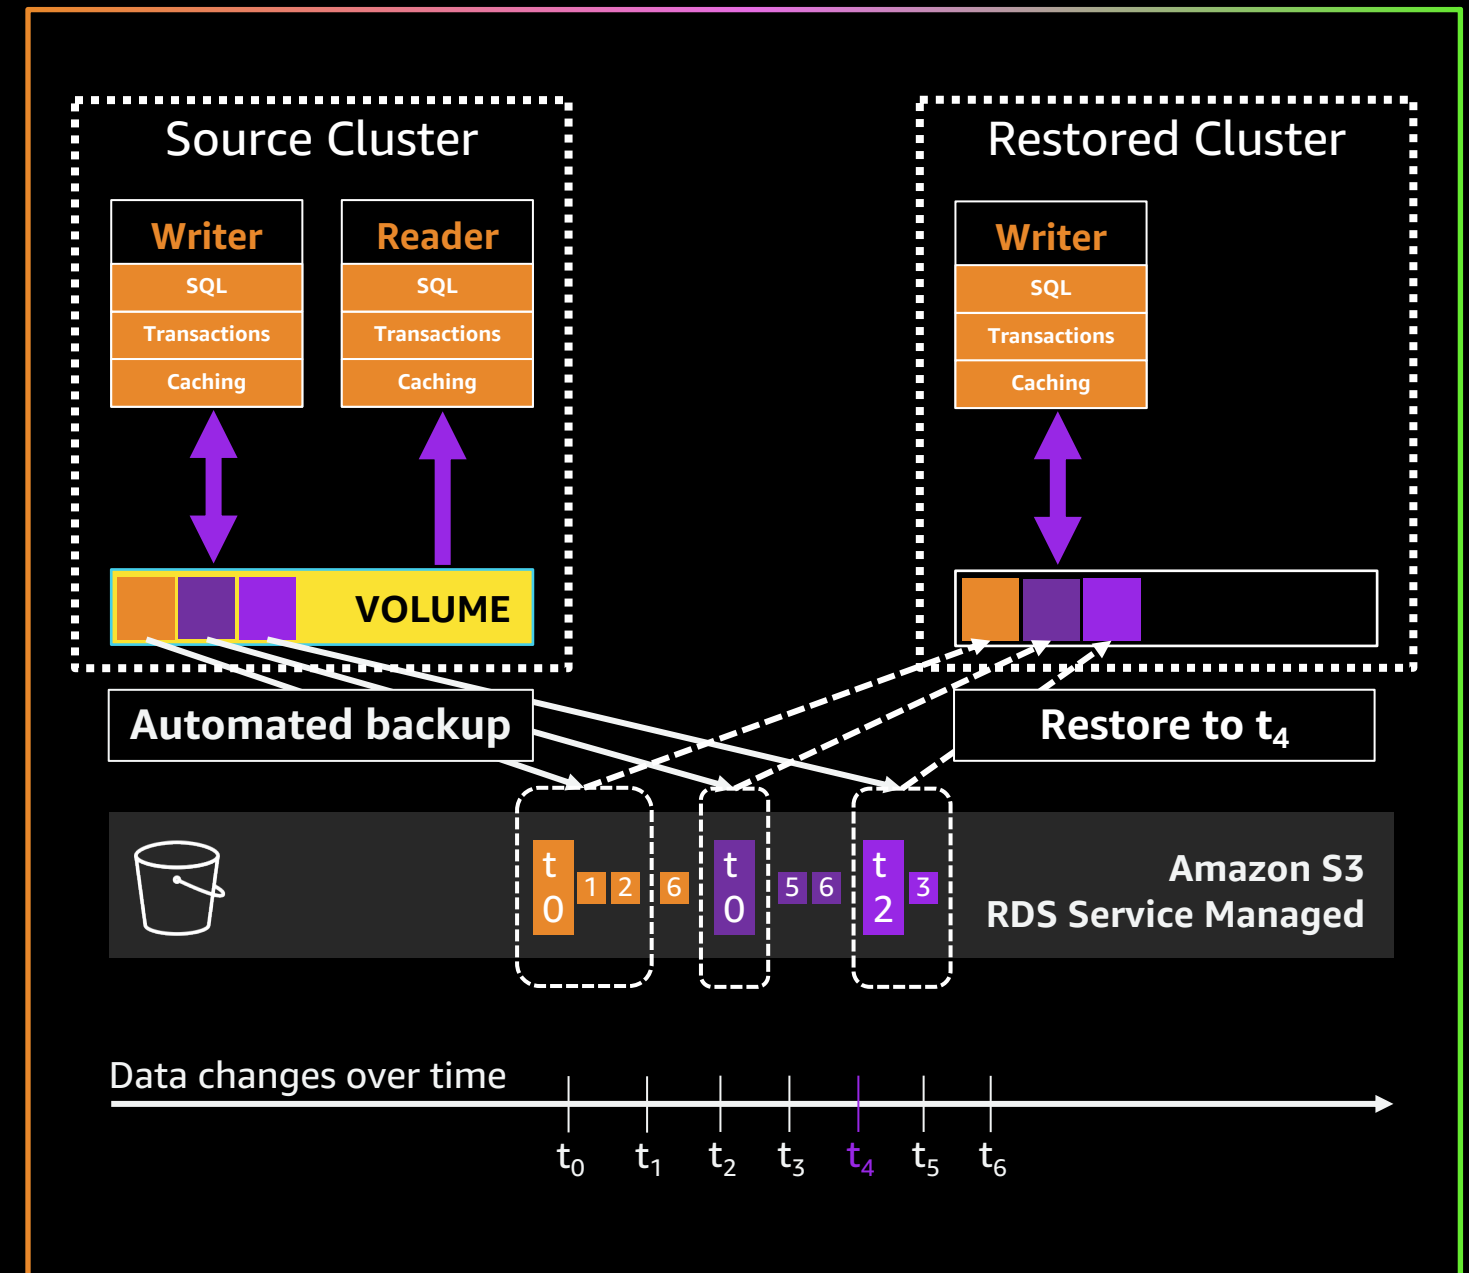 Source Cluster
Restored Cluster
Writer
SQL
Transactions
Caching
Reader
SQL
Transactions
Caching
Writer
SQL
Transactions
Caching
VOLUME
Automated backup
Restore to t₄
t
0
1
2
6
t
0
5
6
t
2
3
Amazon S3
RDS Service Managed
Data changes over time
t₀ t₁ t₂ t₃ t₄ t₅ t₆